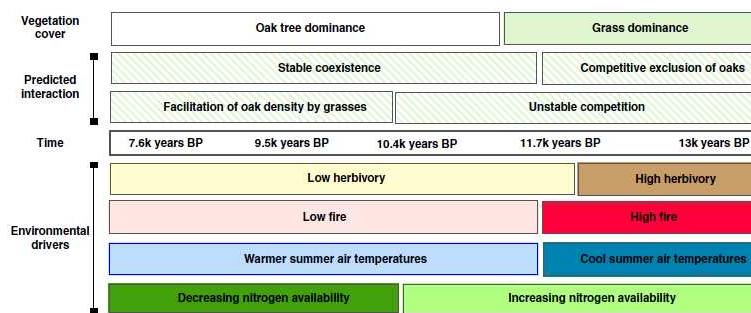 Vegetation
cover
Oak tree dominance
Grass dominance
Predicted
interaction
Stable coexistence
Competitive exclusion of oaks
Facilitation of oak density by grasses
Unstable competition
Time
7.6k years BP
9.5k years BP
10.4k years BP
11.7k years BP
13k years BP
Environmental
drivers
Low herbivory
High herbivory
Low fire
High fire
Warmer summer air temperatures
Cool summer air temperatures
Decreasing nitrogen availability
Increasing nitrogen availability